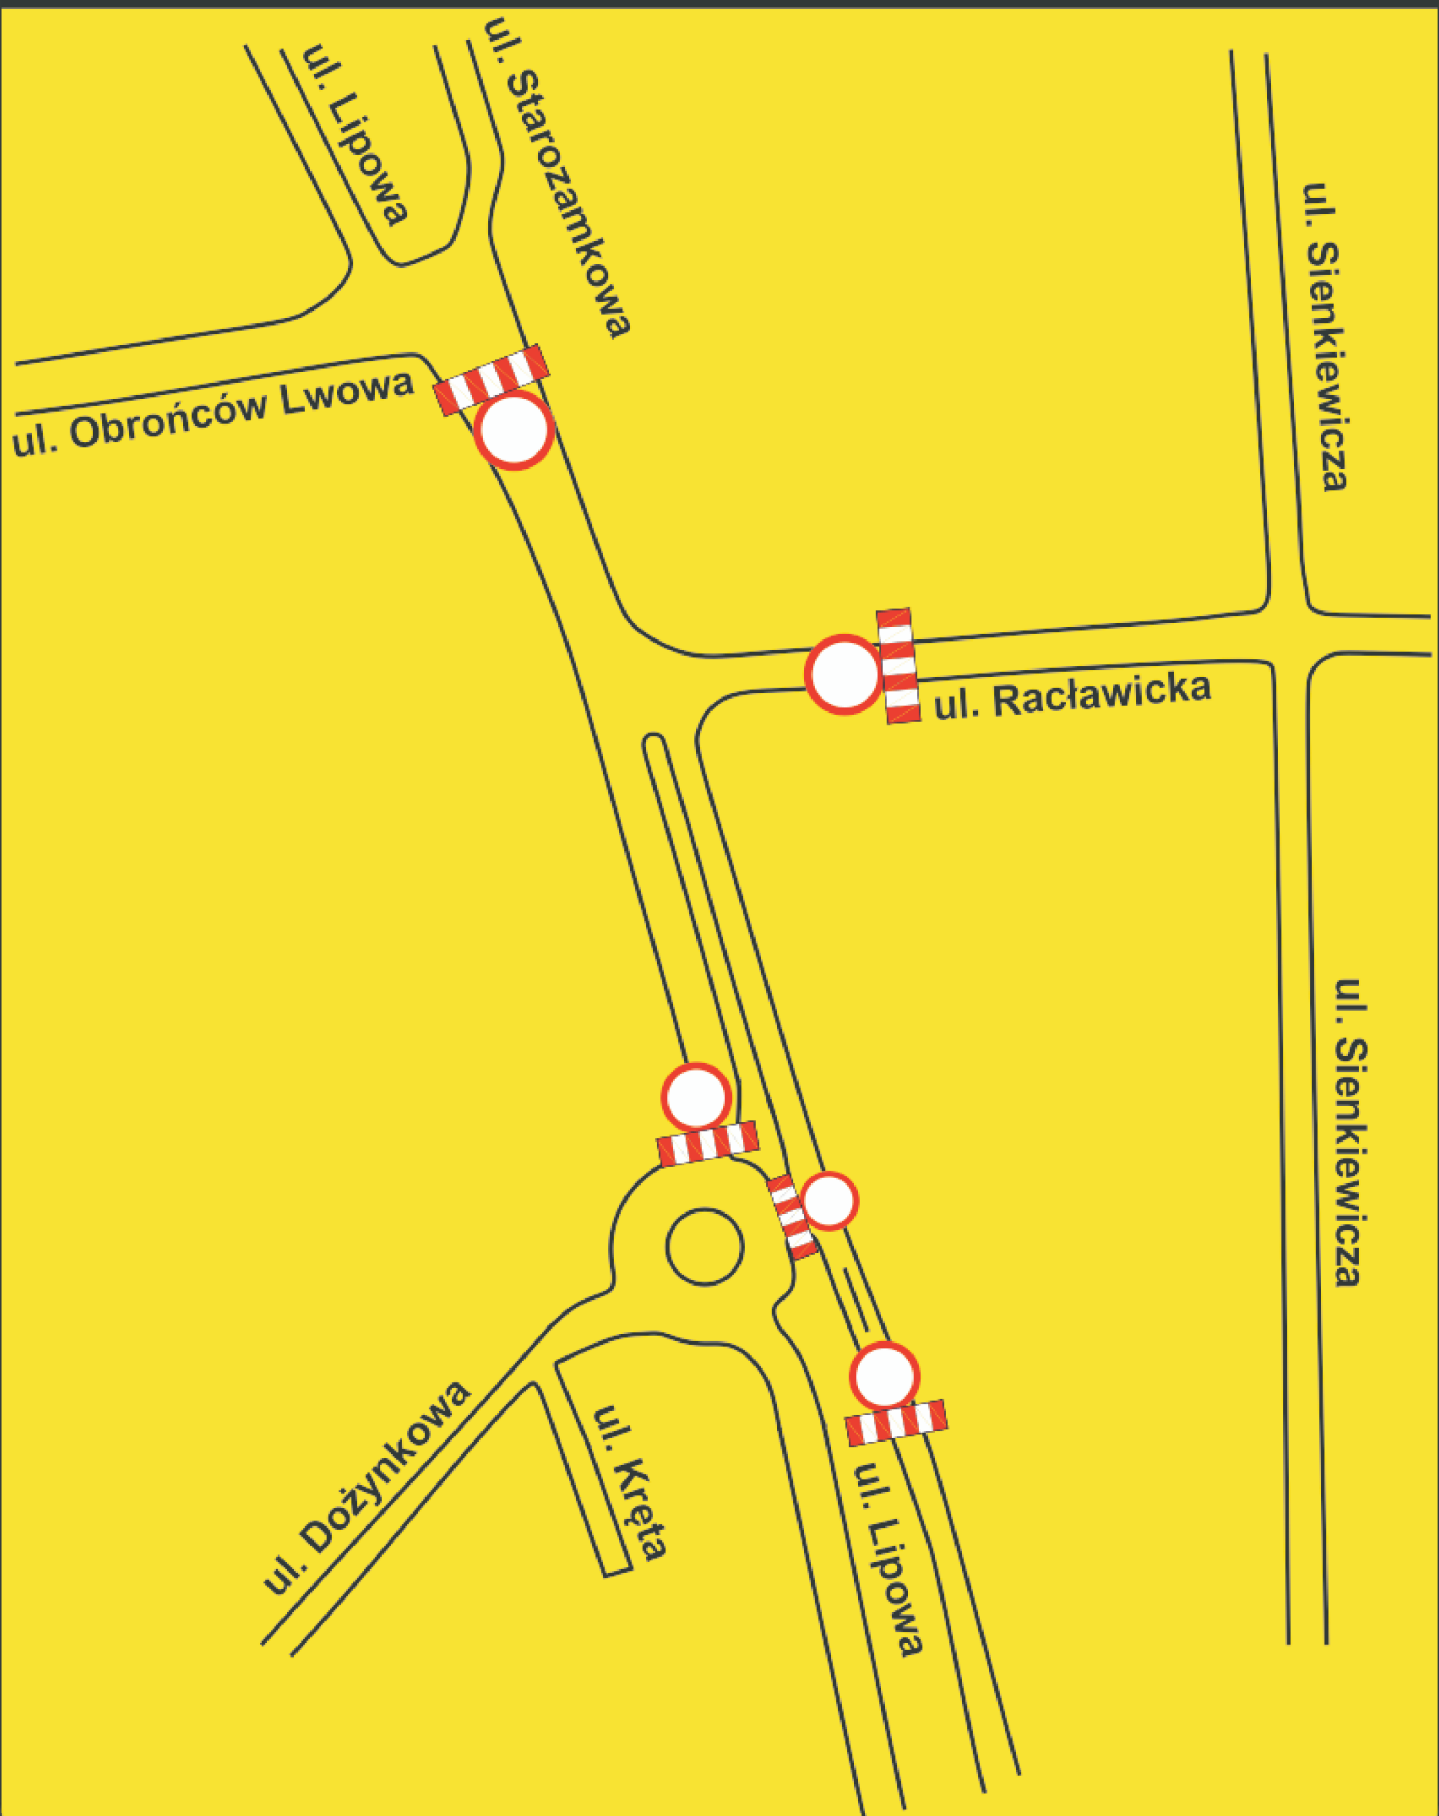 ul. Lipowa
ul. Starozamkowa
ul. Sienkiewicza
ul. Obrońców Lwowa
ul. Racławicka
ul. Sienkiewicza
ul. Dożynkowa
ul. Kręta
ul. Lipowa